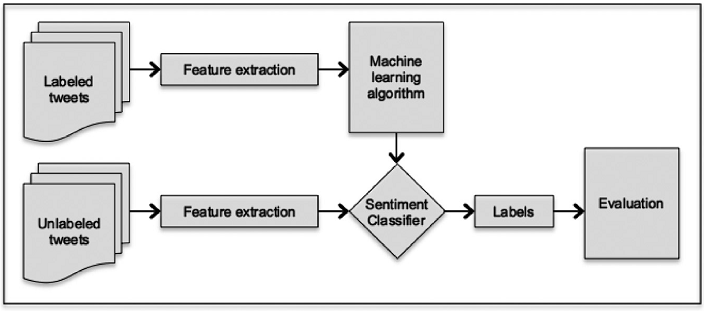 Labeled
tweets
Feature extraction
Machine
learning
algorithm
Unlabeled
tweets
Feature extraction
Sentiment
Classifier
Labels
Evaluation